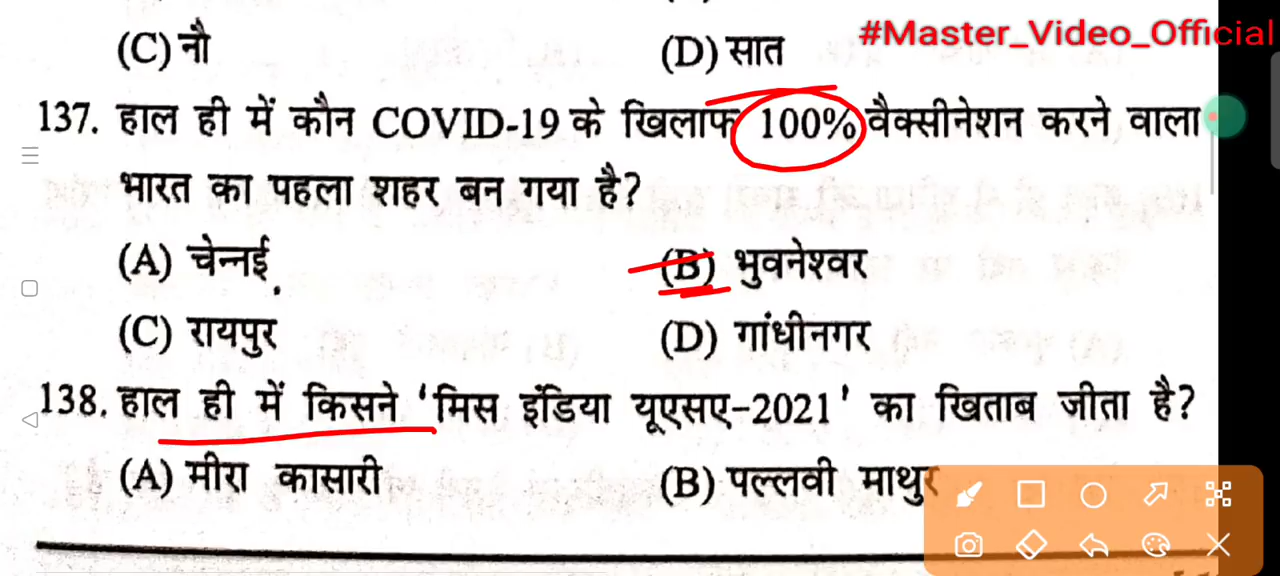 (C) नौ
(D) सात
#Master_Video_Official
137. हाल ही में कौन COVID-19 के खिलाफ 100% वैक्सीनेशन करने वाला
भारत का पहला शहर बन गया है?
(A) चेन्नई
(B) भुवनेश्वर
(C) रायपुर
(D) गांधीनगर
138. हाल ही में किसने 'मिस इंडिया यूएसए-2021' का खिताब जीता है?
(A) मीरा कासारी
(B) पल्लवी माथुर